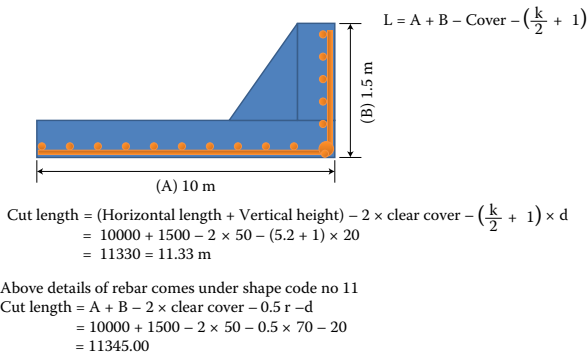 L = A + B – Cover – (k/2 + 1)
(B) 1.5 m
(A) 10 m
Cut length = (Horizontal length + Vertical height) – 2 × clear cover – (k/2 + 1) × d
= 10000 + 1500 – 2 × 50 – (5.2 + 1) × 20
= 11330 = 11.33 m
Above details of rebar comes under shape code no 11
Cut length = A + B – 2 × clear cover – 0.5 r –d
= 10000 + 1500 – 2 × 50 – 0.5 × 70 – 20
= 11345.00